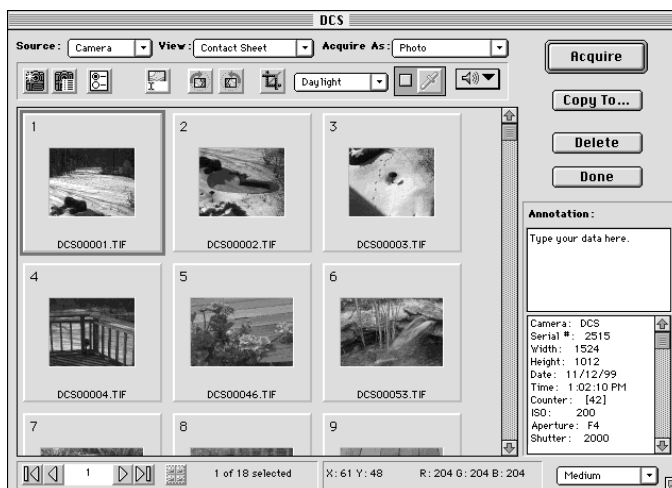 DCS
Source: Camera View: Contact Sheet Acquire As: Photo
Acquire
Daylight
Copy To...
Delete
Done
1
2
3
DCS00001.TIF
DCS00002.TIF
DCS00003.TIF
4
5
6
DCS00004.TIF
DCS00046.TIF
DCS00053.TIF
7
8
9
Annotation:
Type your data here.
Camera: DCS
Serial #: 2515
Width: 1524
Height: 1012
Date: 11/12/99
Time: 1:02:10 PM
Counter: [42]
ISO: 200
Aperture: F4
Shutter: 2000
1
1 of 18 selected
X: 61 Y: 48
R: 204 G: 204 B: 204
Medium